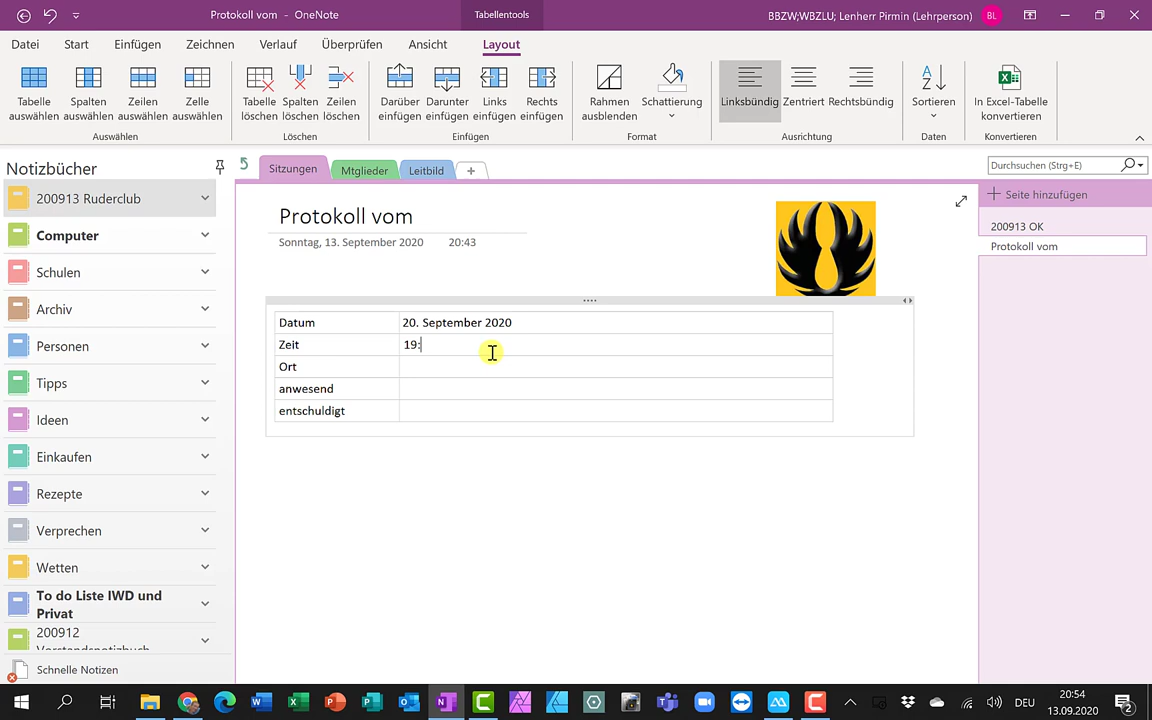 Protokoll vom - OneNote
Tabellentools
BBZW;WBZLU; Lenherr Pirmin (Lehrperson)
BL
Datei Start Einfügen Zeichnen Verlauf Überprüfen Ansicht Layout
Tabelle auswählen
Spalten auswählen
Zeilen auswählen
Zelle auswählen
Tabelle löschen
Spalten löschen
Zeilen löschen
Darüber einfügen
Darunter einfügen
Links einfügen
Rechts einfügen
Rahmen ausblenden
Schattierung
Linksbündig
Zentriert
Rechtsbündig
Sortieren
In Excel-Tabelle konvertieren
Auswählen Löschen Einfügen Format Ausrichtung Daten Konvertieren
Notizbücher
200913 Ruderclub
Computer
Schulen
Archiv
Personen
Tipps
Ideen
Einkaufen
Rezepte
Verprechen
Wetten
To do Liste IWD und
Privat
200912
Schnelle Notizen
Sitzungen Mtglieder Leitbild +
Durchsuchen (Strg+E)
Protokoll vom
Sonntag, 13. September 2020 20:43
Datum 20. September 2020
Zeit 19:
Ort
anwesend
entschuldigt
Seite hinzufügen
200913 OK
Protokoll vom
DEU
20:54
13.09.2020
2